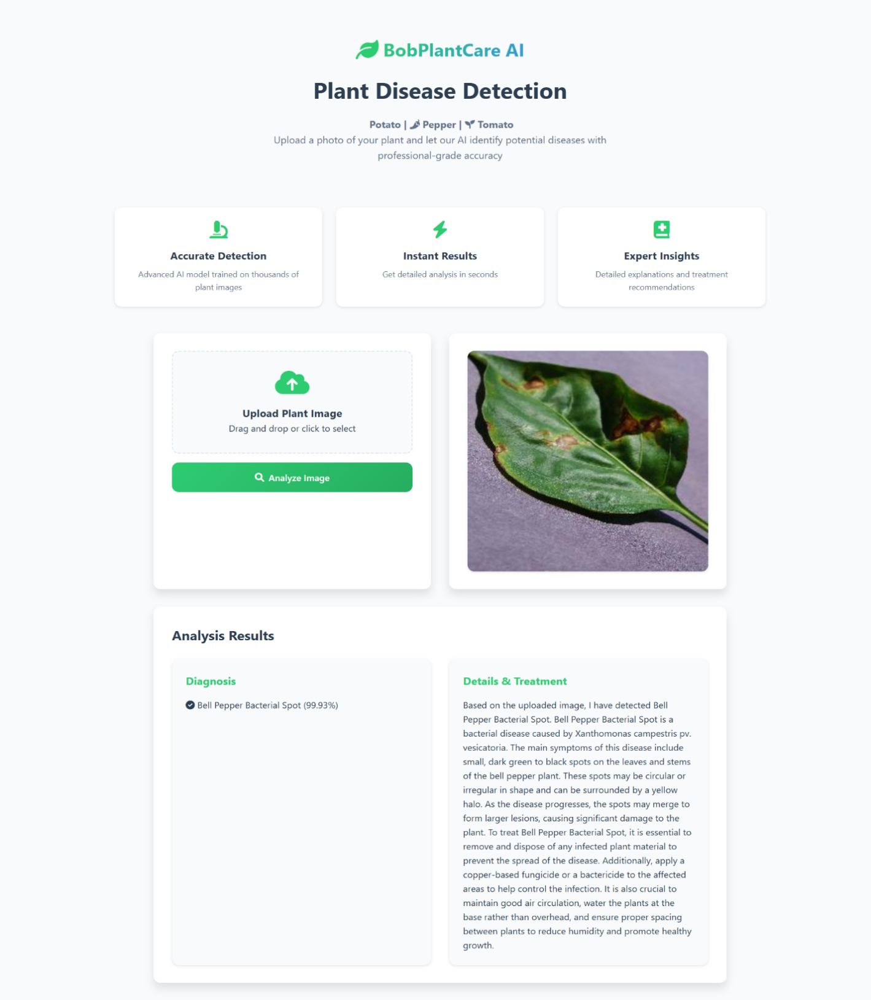 BobPlantCare AI
Plant Disease Detection
Potato | Pepper | Tomato
Upload a photo of your plant and let our AI identify potential diseases with
professional-grade accuracy
Accurate Detection
Advanced AI model trained on thousands of
plant images
Instant Results
Get detailed analysis in seconds
Expert Insights
Detailed explanations and treatment
recommendations
Upload Plant Image
Drag and drop or click to select
Analyze Image
Analysis Results
Diagnosis
Bell Pepper Bacterial Spot (99.93%)
Details & Treatment
Based on the uploaded image, I have detected Bell
Pepper Bacterial Spot. Bell Pepper Bacterial Spot is a
bacterial disease caused by Xanthomonas campestris pv.
vesicatoria. The main symptoms of this disease include
small, dark green to black spots on the leaves and stems
of the bell pepper plant. These spots may be circular or
irregular in shape and can be surrounded by a yellow
halo. As the disease progresses, the spots may merge to
form larger lesions, causing significant damage to the
plant. To treat Bell Pepper Bacterial Spot, it is essential to
remove and dispose of any infected plant material to
prevent the spread of the disease. Additionally, apply a
copper-based fungicide or a bactericide to the affected
areas to help control the infection. It is also crucial to
maintain good air circulation, water the plants at the
base rather than overhead, and ensure proper spacing
between plants to reduce humidity and promote healthy
growth.